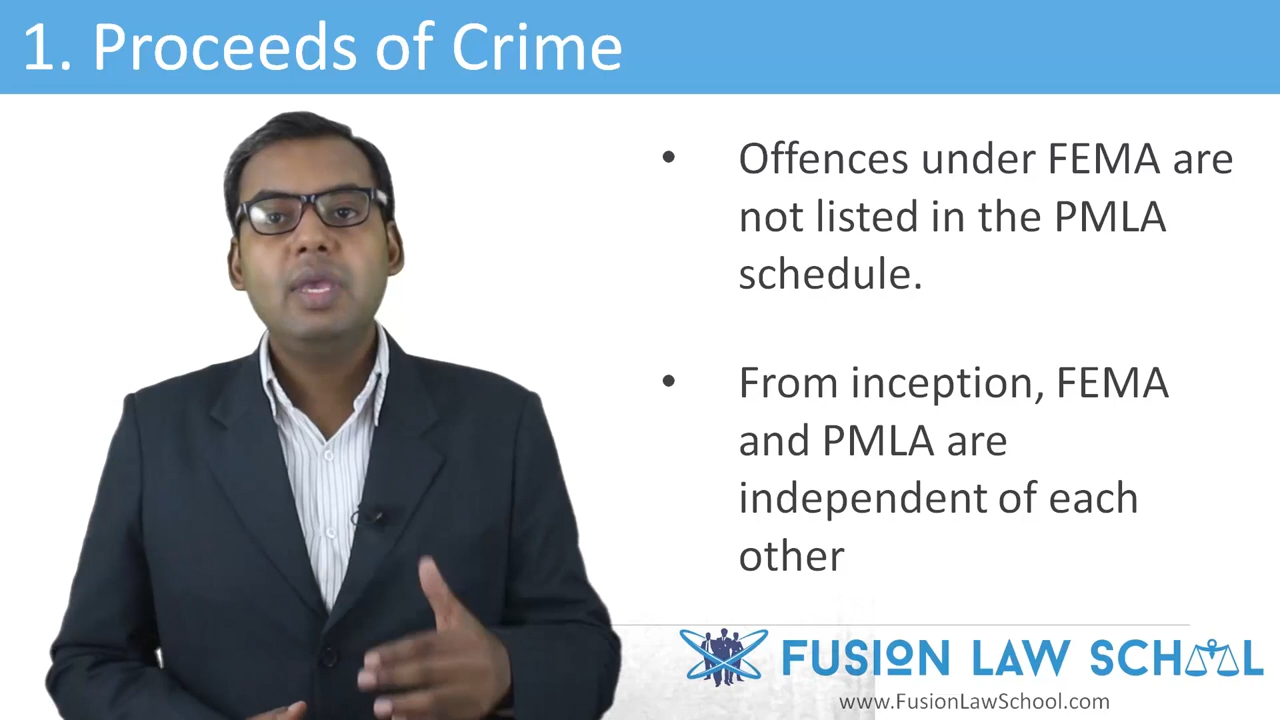 1. Proceeds of Crime
• Offences under FEMA are
not listed in the PMLA
schedule.
• From inception, FEMA
and PMLA are
independent of each
other
FUSION LAW SCHOOL
www.FusionLawSchool.com